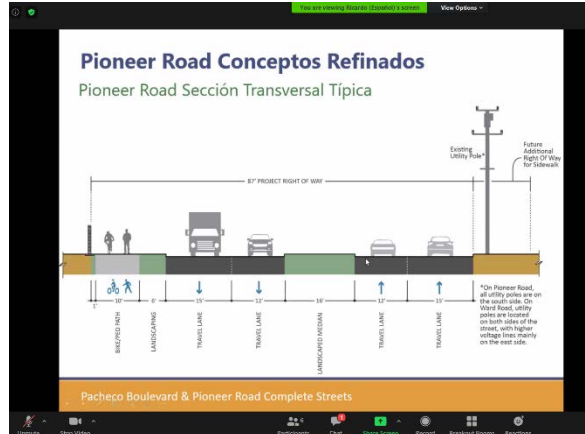 You are viewing Ricardo (Español)'s screen
View Options
Pioneer Road Conceptos Refinados
Pioneer Road Sección Transversal Típica
Existing
Utility Pole*
Future
Additional
Right Of Way
for Sidewalk
87' PROJECT RIGHT OF WAY
1'
10'
8'
15'
12'
16'
12'
15'
BIKE/PED PATH
LANDSCAPING
TRAVEL LANE
TRAVEL LANE
LANDSCAPED MEDIAN
TRAVEL LANE
TRAVEL LANE
*On Pioneer Road,
all utility poles are on
the south side. On
Ward Road, utility
poles are located
on both sides of the
street, with higher
voltage lines mainly
on the east side.
Pacheco Boulevard & Pioneer Road Complete Streets
Unmute
Stop Video
Participants
6
Chat
Share Screen
Record
Breakout Rooms
Reactions